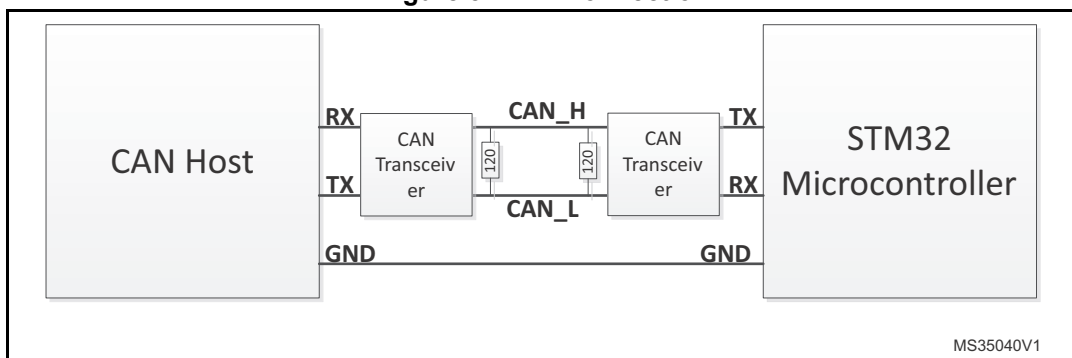 CAN Host
RX
TX
GND
CAN
Transceiv
er
CAN_H
120
120
CAN_L
CAN
Transceiv
er
TX
RX
GND
STM32
Microcontroller
MS35040V1